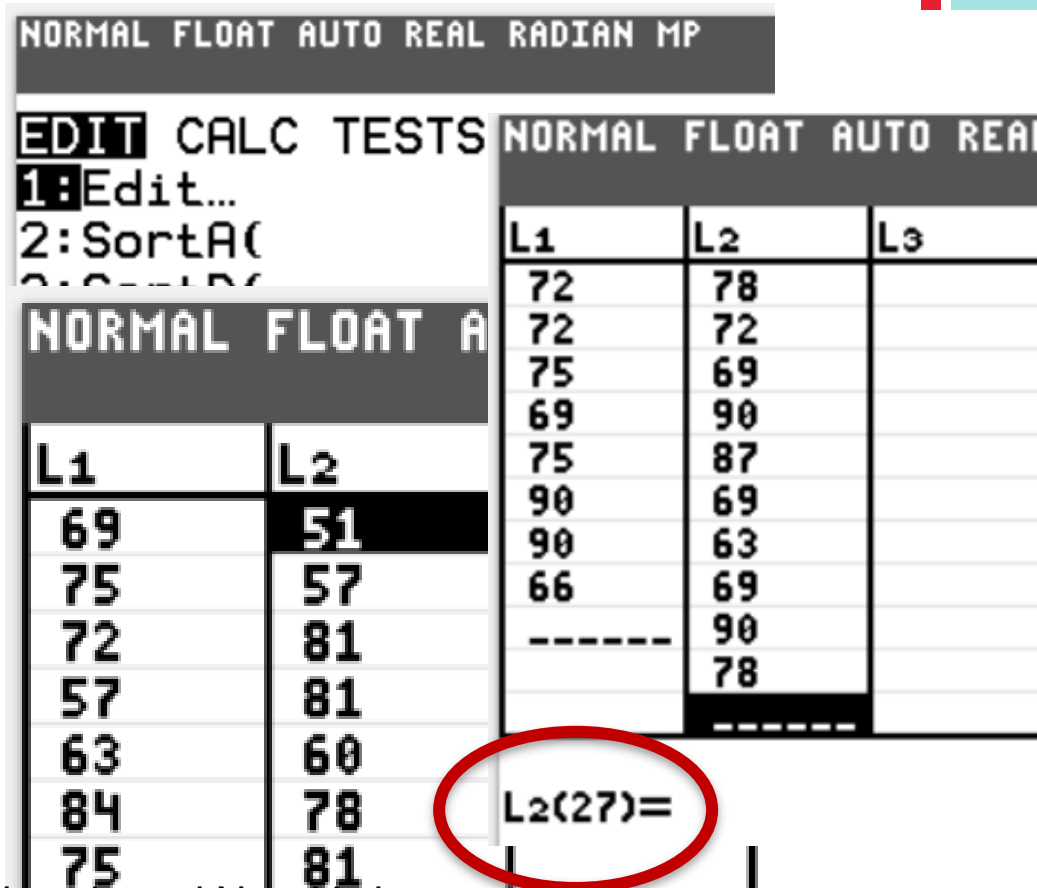 NORMAL FLOAT AUTO REAL RADIAN MP
EDIT CALC TESTS
1:Edit…
2:SortA(
NORMAL FLOAT AUTO REAL
L1 L2 L3
72 78
72 72
75 69
69 90
75 87
90 69
90 63
66 69
------ 90
78
------
L2(27)=
NORMAL FLOAT A
L1 L2
69 51
75 57
72 81
57 81
63 60
84 78
75 81